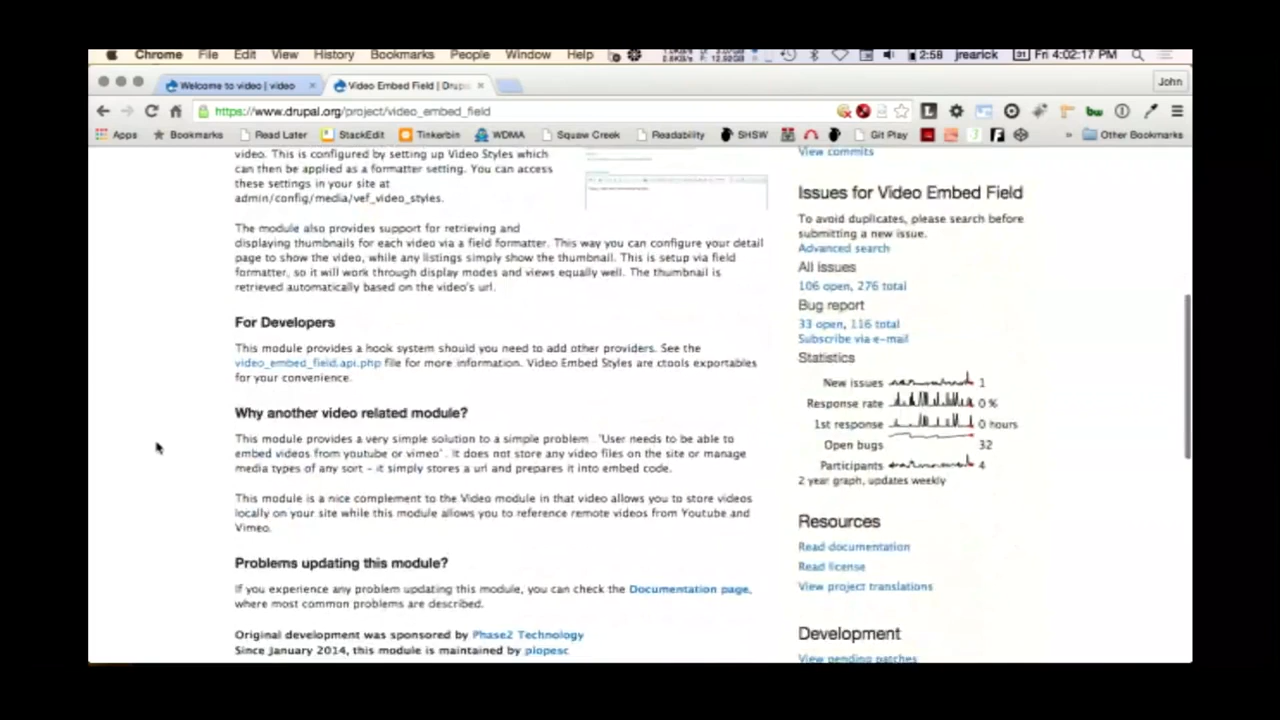 Chrome File Edit View History Bookmarks People Window Help 2:58 jrearick Fri 4:02:17 PM
Welcome to video | video
Video Embed Field | Drupa
John
https://www.drupal.org/project/video_embed_field
Apps Bookmarks Read Later StackEdit Tinkerbin WDMA Squaw Creek Readability SHSW Git Play » Other Bookmarks
video. This is configured by setting up Video Styles which
can then be applied as a formatter setting. You can access
these settings in your site at
admin/config/media/vef_video_styles.
The module also provides support for retrieving and
displaying thumbnails for each video via a field formatter. This way you can configure your detail
page to show the video, while any listings simply show the thumbnail. This is setup via field
formatter, so it will work through display modes and views equally well. The thumbnail is
retrieved automatically based on the video's url.
For Developers
This module provides a hook system should you need to add other providers. See the
video_embed_field.api.php file for more information. Video Embed Styles are ctools exportables
for your convenience.
Why another video related module?
This module provides a very simple solution to a simple problem. "User needs to be able to
embed videos from youtube or vimeo". It does not store any video files on the site or manage
media types of any sort - it simply stores a url and prepares it into embed code.
This module is a nice complement to the Video module in that video allows you to store videos
locally on your site while this module allows you to reference remote videos from Youtube and
Vimeo.
Problems updating this module?
If you experience any problem updating this module, you can check the Documentation page,
where most common problems are described.
Original development was sponsored by Phase2 Technology
Since January 2014, this module is maintained by plopesc
View commits
Issues for Video Embed Field
To avoid duplicates, please search before
submitting a new issue.
Advanced search
All issues
106 open, 276 total
Bug report
33 open, 116 total
Subscribe via e-mail
Statistics
New issues 1
Response rate 0 %
1st response 0 hours
Open bugs 32
Participants 4
2 year graph, updates weekly
Resources
Read documentation
Read license
View project translations
Development
View pending patches